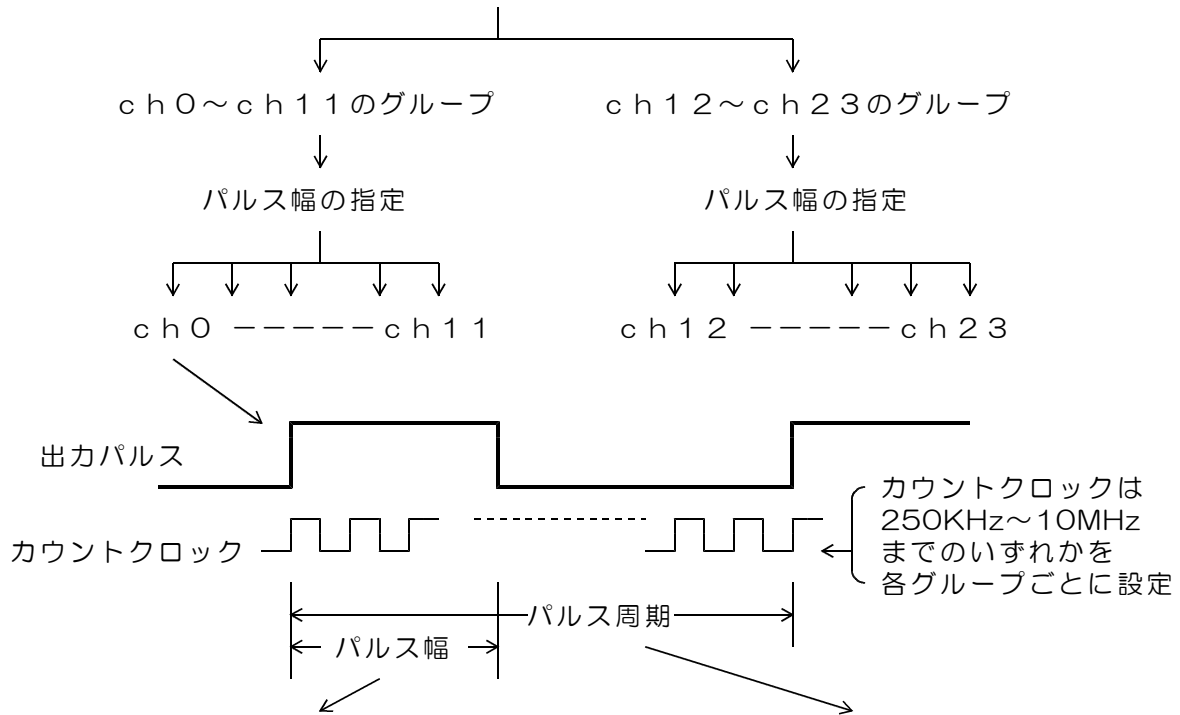 ｃｈ０～ｃｈ１１のグループ
ｃｈ１２～ｃｈ２３のグループ
パルス幅の指定
パルス幅の指定
ｃｈ０ －－－－－ｃｈ１１
ｃｈ１２ －－－－－ｃｈ２３
出力パルス
カウントクロックは
250KHz～10MHz
までのいずれかを
各グループごとに設定
カウントクロック
パルス周期
パルス幅